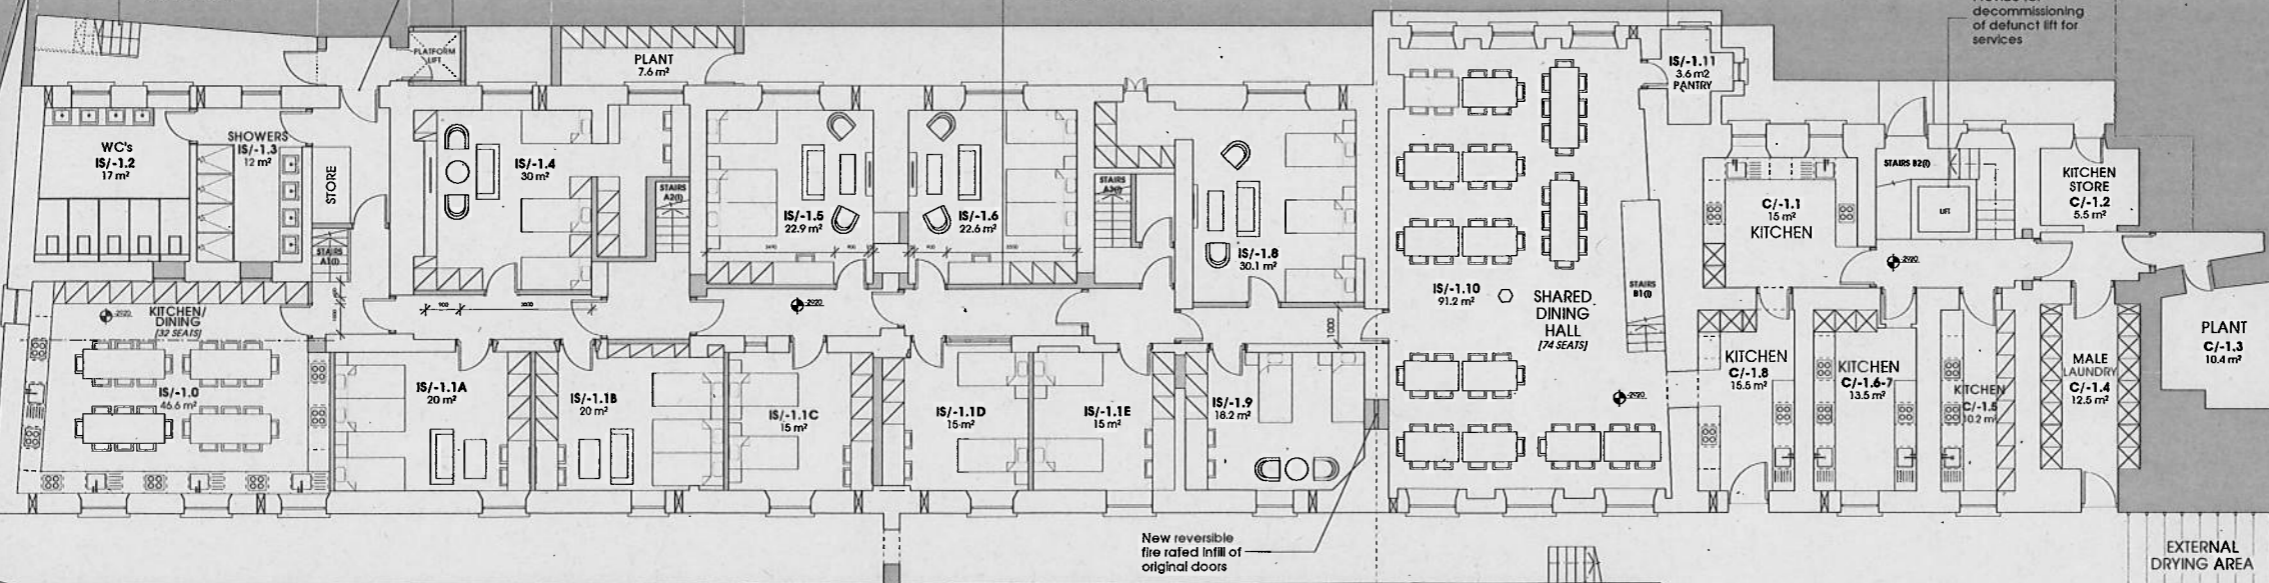 decommissioning
of defunct lift for
services
PLATFORM
LIFT
PLANT
7.6 m²
IS/-1.11
3.6 m2
PANTRY
WC's
IS/-1.2
17 m²
SHOWERS
IS/-1.3
12 m²
STORE
STAIRS
A1(I)
IS/-1.4
30 m²
STAIRS
A2(I)
IS/-1.5
22.9 m²
IS/-1.6
22.6 m²
900
900
STAIRS
A3(I)
IS/-1.8
30.1 m²
IS/-1.10
91.2 m²
SHARED
DINING
HALL
[74 SEATS]
STAIRS
B1(I)
C/-1.1
15 m²
KITCHEN
STAIRS B2(I)
LIFT
KITCHEN
STORE
C/-1.2
5.5 m²
-2920
KITCHEN/
DINING
[32 SEATS]
-2920
900
-2920
1000
IS/-1.0
46.6 m²
IS/-1.1A
20 m²
IS/-1.1B
20 m²
IS/-1.1C
15 m²
IS/-1.1D
15 m²
IS/-1.1E
15 m²
IS/-1.9
18.2 m²
-2920
KITCHEN
C/-1.8
15.5 m²
KITCHEN
C/-1.6-7
13.5 m²
KITCHEN
C/-1.5
10.2 m²
MALE
LAUNDRY
C/-1.4
12.5 m²
PLANT
C/-1.3
10.4 m²
New reversible
fire rated infill of
original doors
EXTERNAL
DRYING AREA